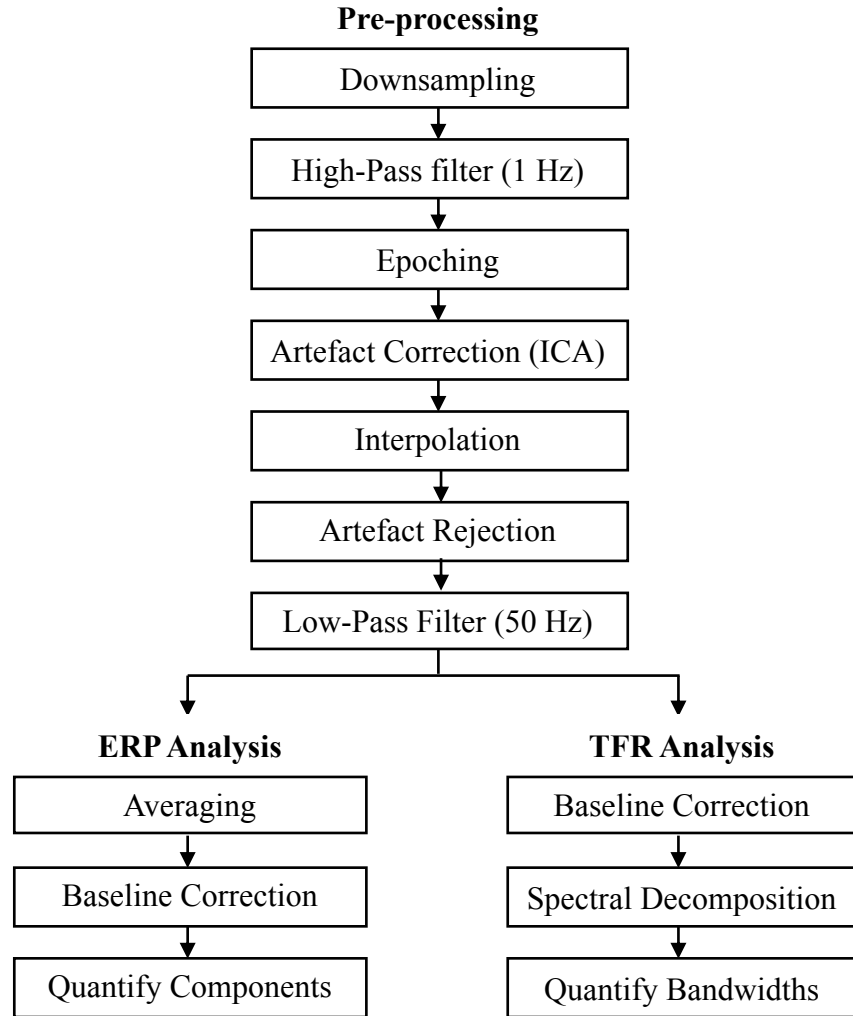 Pre-processing
Downsampling
High-Pass filter (1 Hz)
Epoching
Artefact Correction (ICA)
Interpolation
Artefact Rejection
Low-Pass Filter (50 Hz)
ERP Analysis
Averaging
Baseline Correction
Quantify Components
TFR Analysis
Baseline Correction
Spectral Decomposition
Quantify Bandwidths